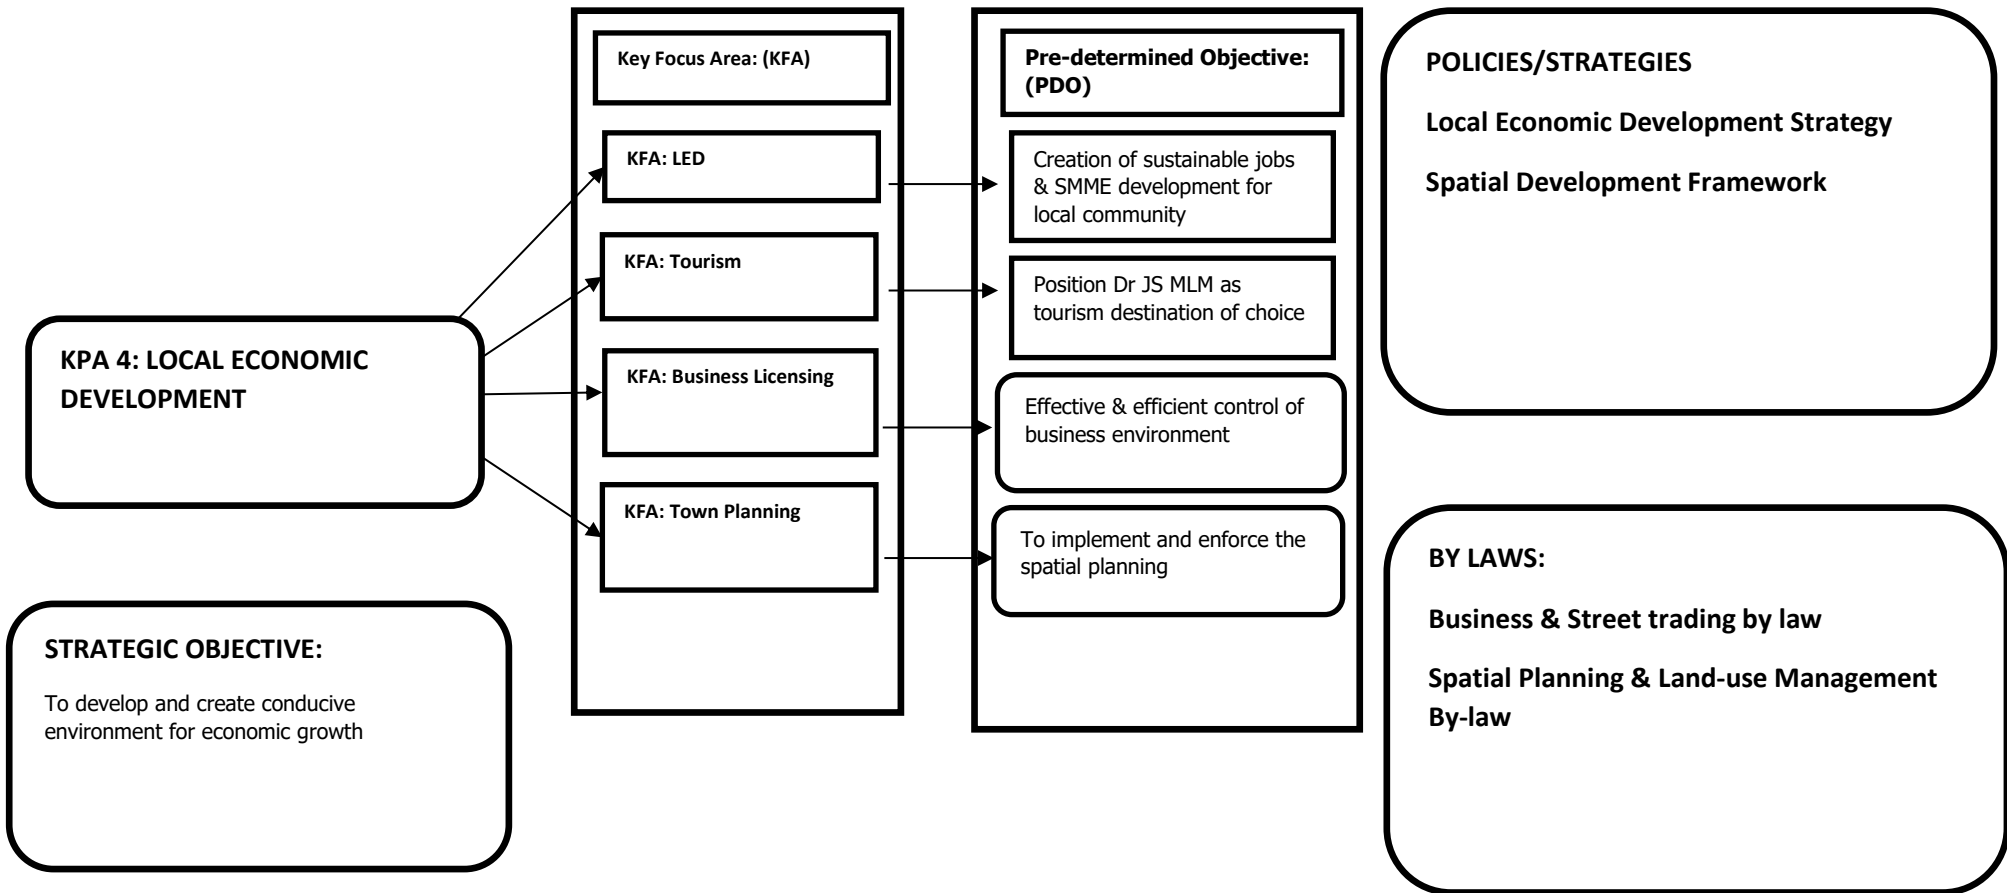 KPA 4: LOCAL ECONOMIC
DEVELOPMENT
STRATEGIC OBJECTIVE:
To develop and create conducive
environment for economic growth
Key Focus Area: (KFA)
KFA: LED
KFA: Tourism
KFA: Business Licensing
KFA: Town Planning
Pre-determined Objective:
(PDO)
Creation of sustainable jobs
& SMME development for
local community
Position Dr JS MLM as
tourism destination of choice
Effective & efficient control of
business environment
To implement and enforce the
spatial planning
POLICIES/STRATEGIES
Local Economic Development Strategy
Spatial Development Framework
BY LAWS:
Business & Street trading by law
Spatial Planning & Land-use Management
By-law